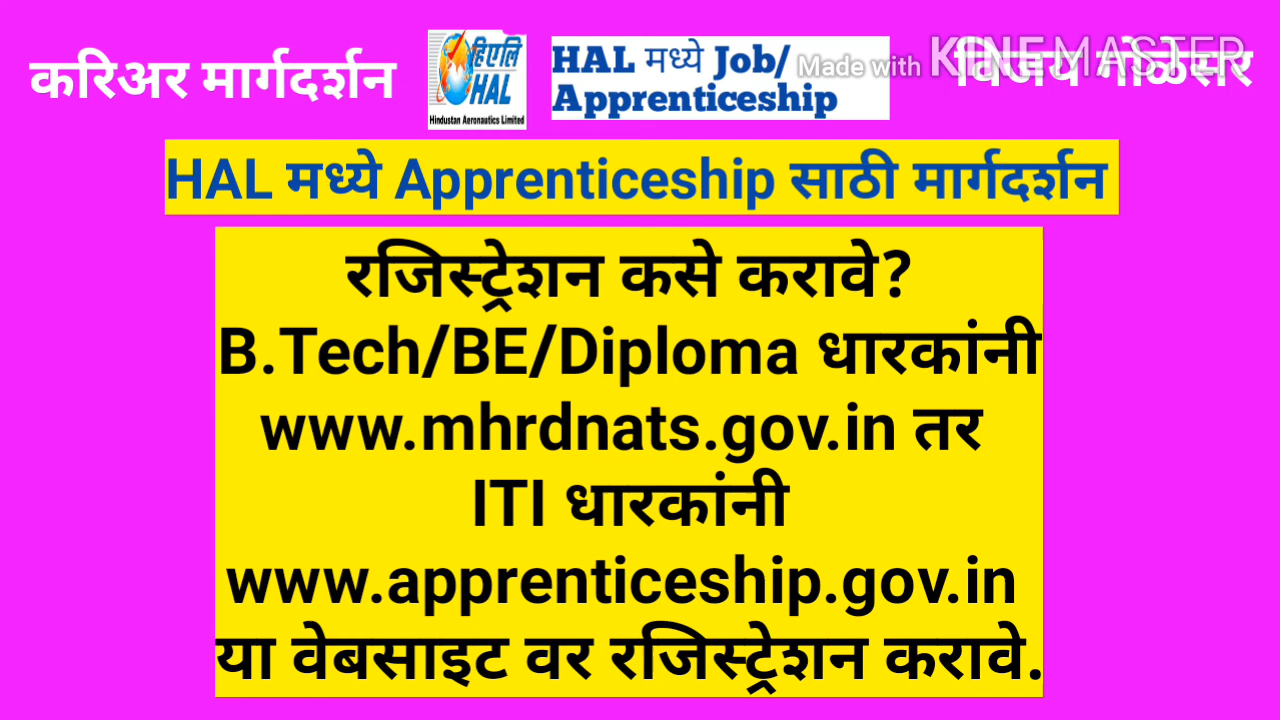 करिअर मार्गदर्शन
हिएलि
HAL
Hindustan Aeronautics Limited
HAL मध्ये Job/
Apprenticeship
Made with KINEMASTER
HAL मध्ये Apprenticeship साठी मार्गदर्शन
रजिस्ट्रेशन कसे करावे?
B.Tech/BE/Diploma धारकांनी
www.mhrdnats.gov.in तर
ITI धारकांनी
www.apprenticeship.gov.in
या वेबसाइट वर रजिस्ट्रेशन करावे.